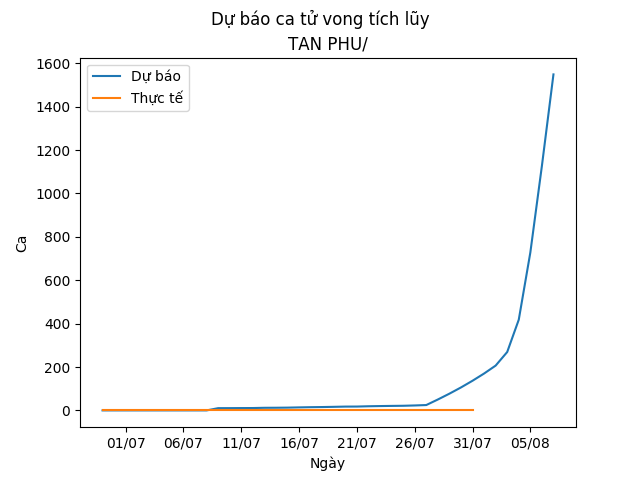 Dự báo ca tử vong tích lũy
TAN PHU/
Dự báo
Thực tế
1600
1400
1200
1000
800
600
400
200
0
Ca
01/07 06/07 11/07 16/07 21/07 26/07 31/07 05/08
Ngày